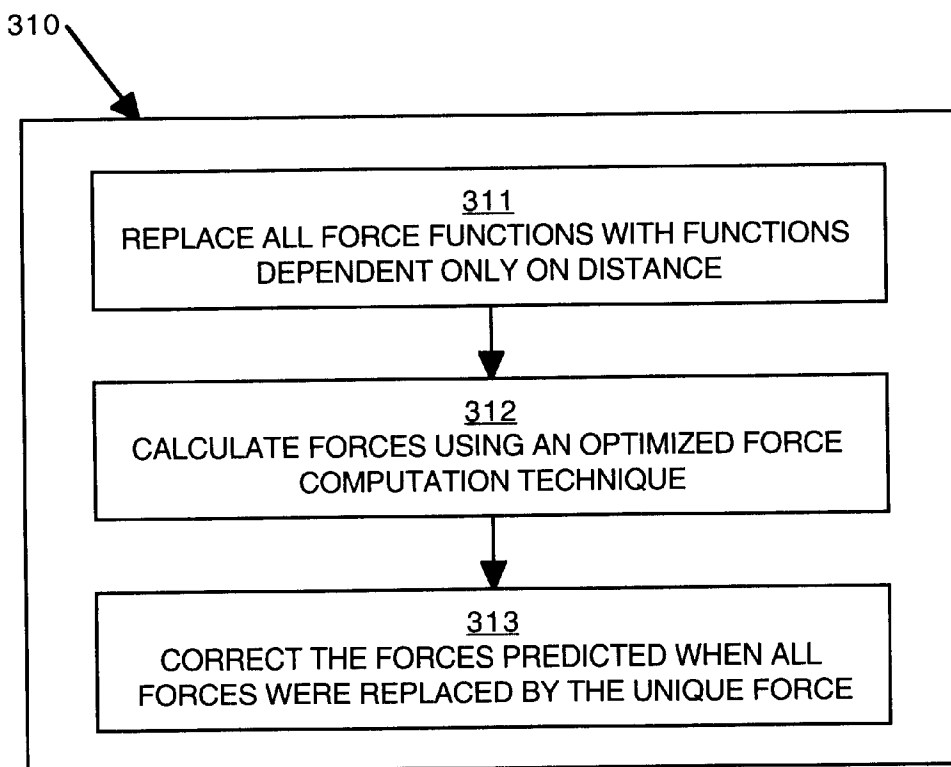 310
311
REPLACE ALL FORCE FUNCTIONS WITH FUNCTIONS
DEPENDENT ONLY ON DISTANCE
312
CALCULATE FORCES USING AN OPTIMIZED FORCE
COMPUTATION TECHNIQUE
313
CORRECT THE FORCES PREDICTED WHEN ALL
FORCES WERE REPLACED BY THE UNIQUE FORCE